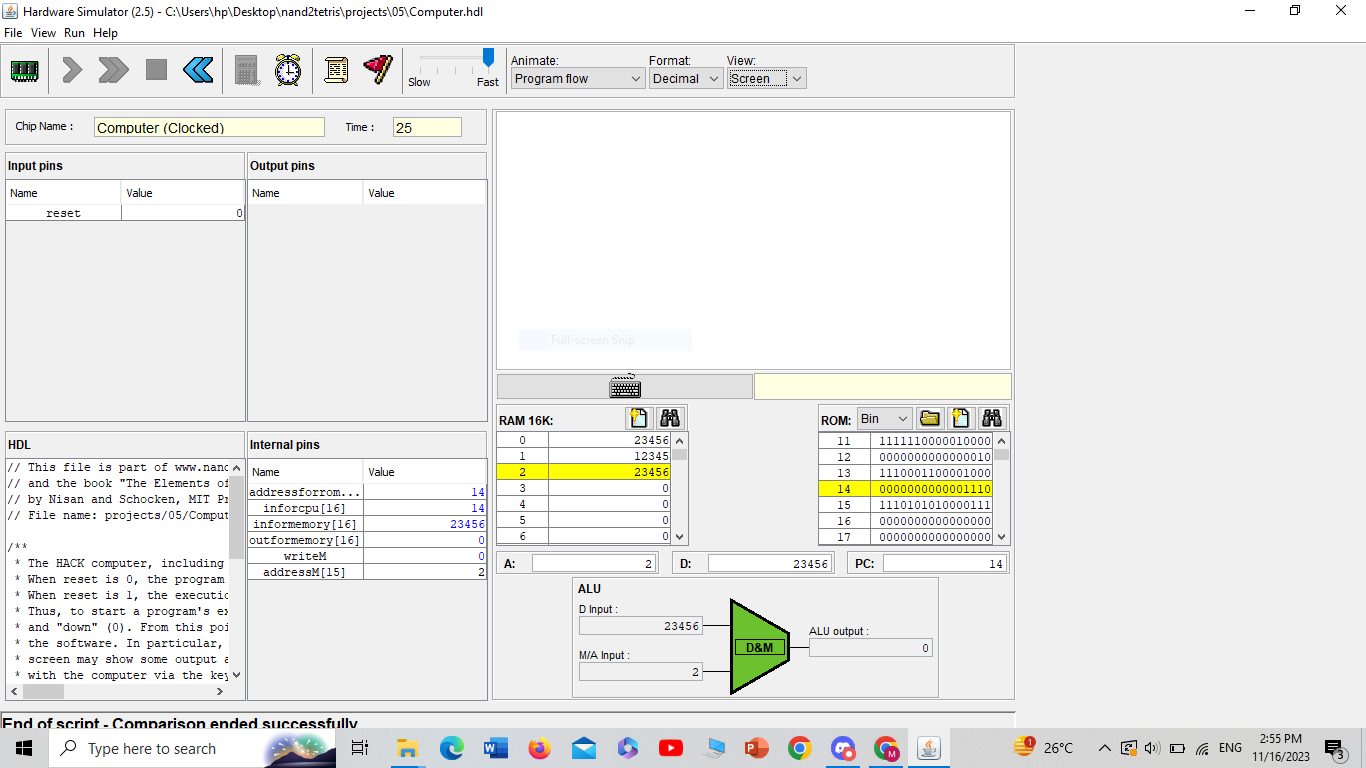 Hardware Simulator (2.5) - C:\Users\hp\Desktop\nand2tetris\projects\05\Computer.hdl
File View Run Help
Slow Fast
Animate: Format: View:
Program flow Decimal Screen
Chip Name : Computer (Clocked) Time : 25
Input pins Output pins
Name Value Name Value
reset 0
Full-screen Snip
RAM 16K: ROM: Bin
0 23456 11 1111110000010000
1 12345 12 0000000000000010
2 23456 13 1110001100001000
3 0 14 0000000000001110
4 0 15 1110101010000111
5 0 16 0000000000000000
6 0 17 0000000000000000
HDL Internal pins
// This file is part of www.nand
// and the book "The Elements of
// by Nisan and Schocken, MIT Pr
// File name: projects/05/Comput
/**
* The HACK computer, including
* When reset is 0, the program
* When reset is 1, the executio
* Thus, to start a program's ex
* and "down" (0). From this poi
* the software. In particular,
* screen may show some output a
* with the computer via the key
Name Value
addressforrom... 14
inforcpu[16] 14
informemory[16] 23456
outformemory[16] 0
writeM 0
addressM[15] 2
A: 2 D: 23456 PC: 14
ALU
D Input :
23456
M/A Input :
2
D&M
ALU output :
0
End of script - Comparison ended successfully
Type here to search
26°C
ENG
2:55 PM
11/16/2023
1
3